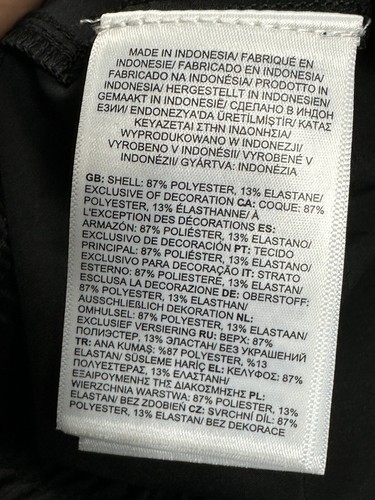 MADE IN INDONESIA/ FABRIQUÉ EN
INDONESIE/ FABRICADO EN INDONESIA/
FABRICADO NA INDONÉSIA/ PRODOTTO IN
INDONESIA/ HERGESTELLT IN INDONESIEN/
GEMAAKT IN INDONESIË/ СДЕЛАНО В ИНДОН
ЕЗИИ/ ENDONEZYA'DA ÜRETİLMİŞTİR/ ΚΑΤΑΣ
ΚΕΥΑΖΕΤΑΙ ΣΤΗΝ ΙΝΔΟΝΗΣΙΑ/
WYPRODUKOWANO W INDONEZJI/
VYROBENO V INDONÉSII/ VYROBENÉ V
INDONÉZII/ GYÁRTVA: INDONÉZIA
GB: SHELL: 87% POLYESTER, 13% ELASTANE/
EXCLUSIVE OF DECORATION CA: COQUE: 87%
POLYESTER, 13% ÉLASTHANNE/ À
L'EXCEPTION DES DÉCORATIONS ES:
ARMAZÓN: 87% POLIÉSTER, 13% ELASTANO/
EXCLUSIVO DE DECORACIÓN PT: TECIDO
PRINCIPAL: 87% POLIÉSTER, 13% ELASTANO/
EXCLUSIVO PARA DECORAÇÃO IT: STRATO
ESTERNO: 87% POLIESTERE, 13% ELASTAN/
ESCLUSA LA DECORAZIONE DE: OBERSTOFF:
87% POLYESTER, 13% ELASTHAN/
AUSSCHLIEßLICH DEKORATION NL:
OMHULSEL: 87% POLYESTER, 13% ELASTAAN/
EXCLUSIEF VERSIERING RU: ВЕРХ: 87%
ПОЛИЭСТЕР, 13% ЭЛАСТАН/ БЕЗ УКРАШЕНИЯ
TR: ANA KUMAŞ: %87 POLYESTER, %13
ELASTAN/ SÜSLEME HARİÇ EL: ΚΕΛΥΦΟΣ: 87%
ΠΟΛΥΕΣΤΕΡΑΣ, 13% ΕΛΑΣΤΑΝΗ/
ΕΞΑΙΡΟΥΜΕΝΗΣ ΤΗΣ ΔΙΑΚΟΣΜΗΣΗΣ PL:
WIERZCHNIA WARSTWA: 87% POLIESTER, 13%
ELASTAN/ BEZ ZDOBIEŃ CZ: SVRCHNÍ DÍL: 87%
POLYESTER, 13% ELASTAN/ BEZ DEKORACE